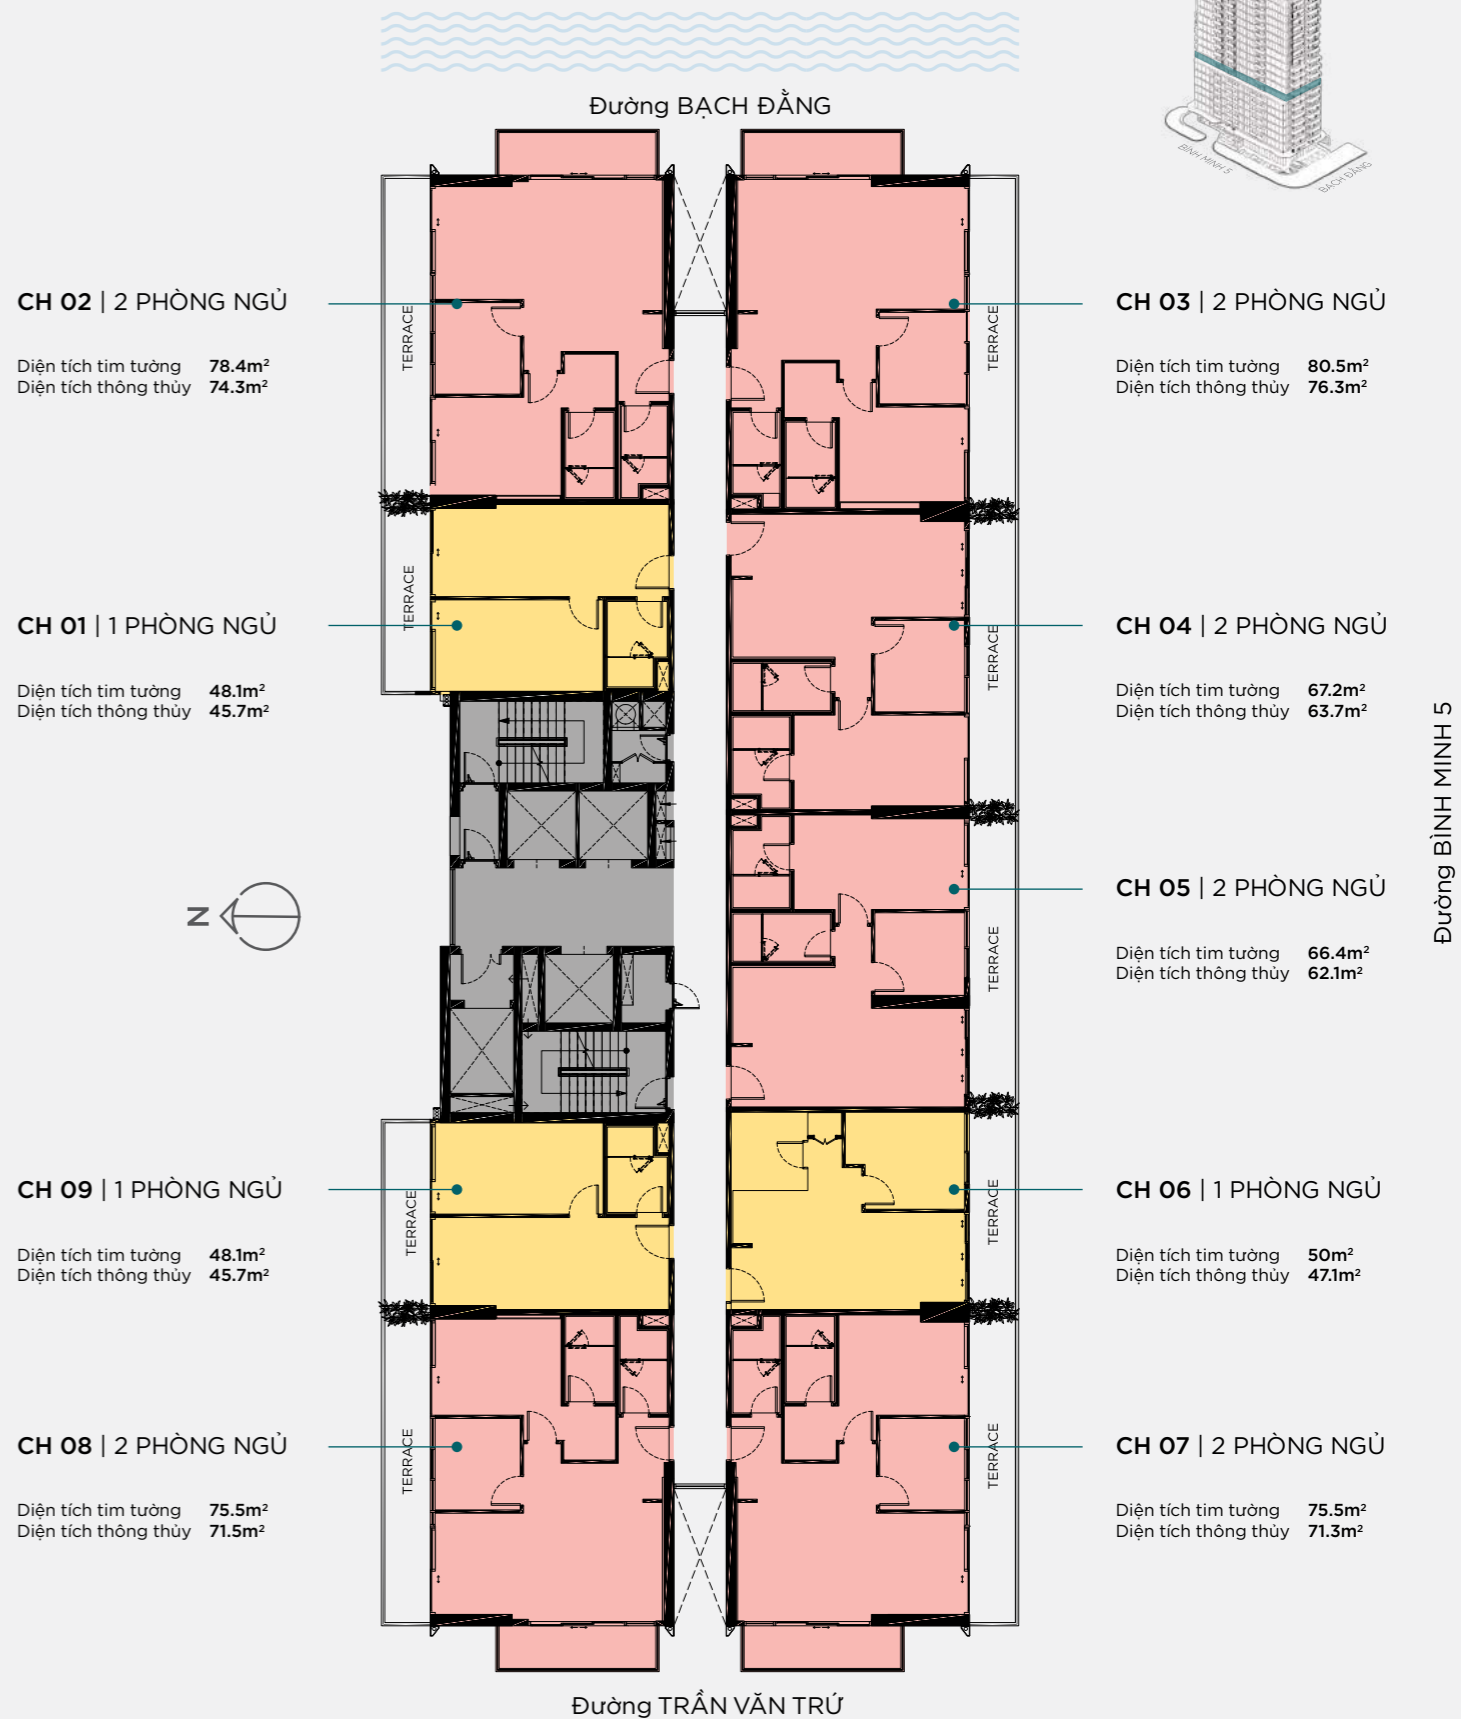 Đường BẠCH ĐẰNG
BÌNH MINH 5
BẠCH ĐẰNG
CH 02 | 2 PHÒNG NGỦ
Diện tích tim tường 78.4m²
Diện tích thông thủy 74.3m²
TERRACE
TERRACE
CH 03 | 2 PHÒNG NGỦ
Diện tích tim tường 80.5m²
Diện tích thông thủy 76.3m²
CH 01 | 1 PHÒNG NGỦ
Diện tích tim tường 48.1m²
Diện tích thông thủy 45.7m²
TERRACE
TERRACE
CH 04 | 2 PHÒNG NGỦ
Diện tích tim tường 67.2m²
Diện tích thông thủy 63.7m²
Đường BÌNH MINH 5
N
TERRACE
CH 05 | 2 PHÒNG NGỦ
Diện tích tim tường 66.4m²
Diện tích thông thủy 62.1m²
CH 09 | 1 PHÒNG NGỦ
Diện tích tim tường 48.1m²
Diện tích thông thủy 45.7m²
TERRACE
TERRACE
CH 06 | 1 PHÒNG NGỦ
Diện tích tim tường 50m²
Diện tích thông thủy 47.1m²
CH 08 | 2 PHÒNG NGỦ
Diện tích tim tường 75.5m²
Diện tích thông thủy 71.5m²
TERRACE
TERRACE
CH 07 | 2 PHÒNG NGỦ
Diện tích tim tường 75.5m²
Diện tích thông thủy 71.3m²
Đường TRẦN VĂN TRỨ